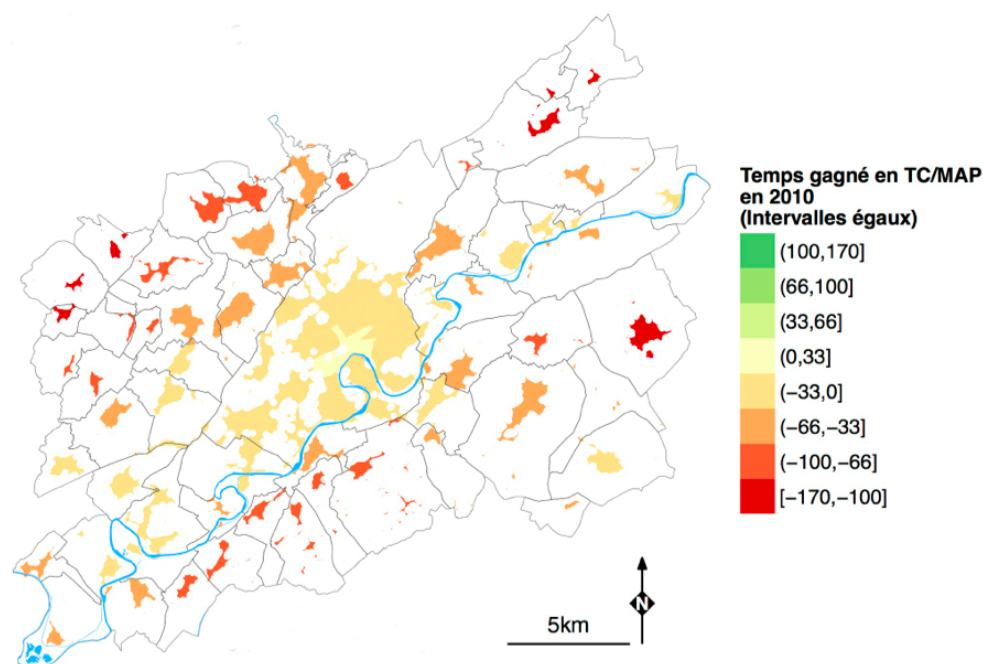 Temps gagné en TC/MAP
en 2010
(Intervalles égaux)
(100,170]
(66,100]
(33,66]
(0,33]
(−33,0]
(−66,−33]
(−100,−66]
[−170,−100]
5km
N